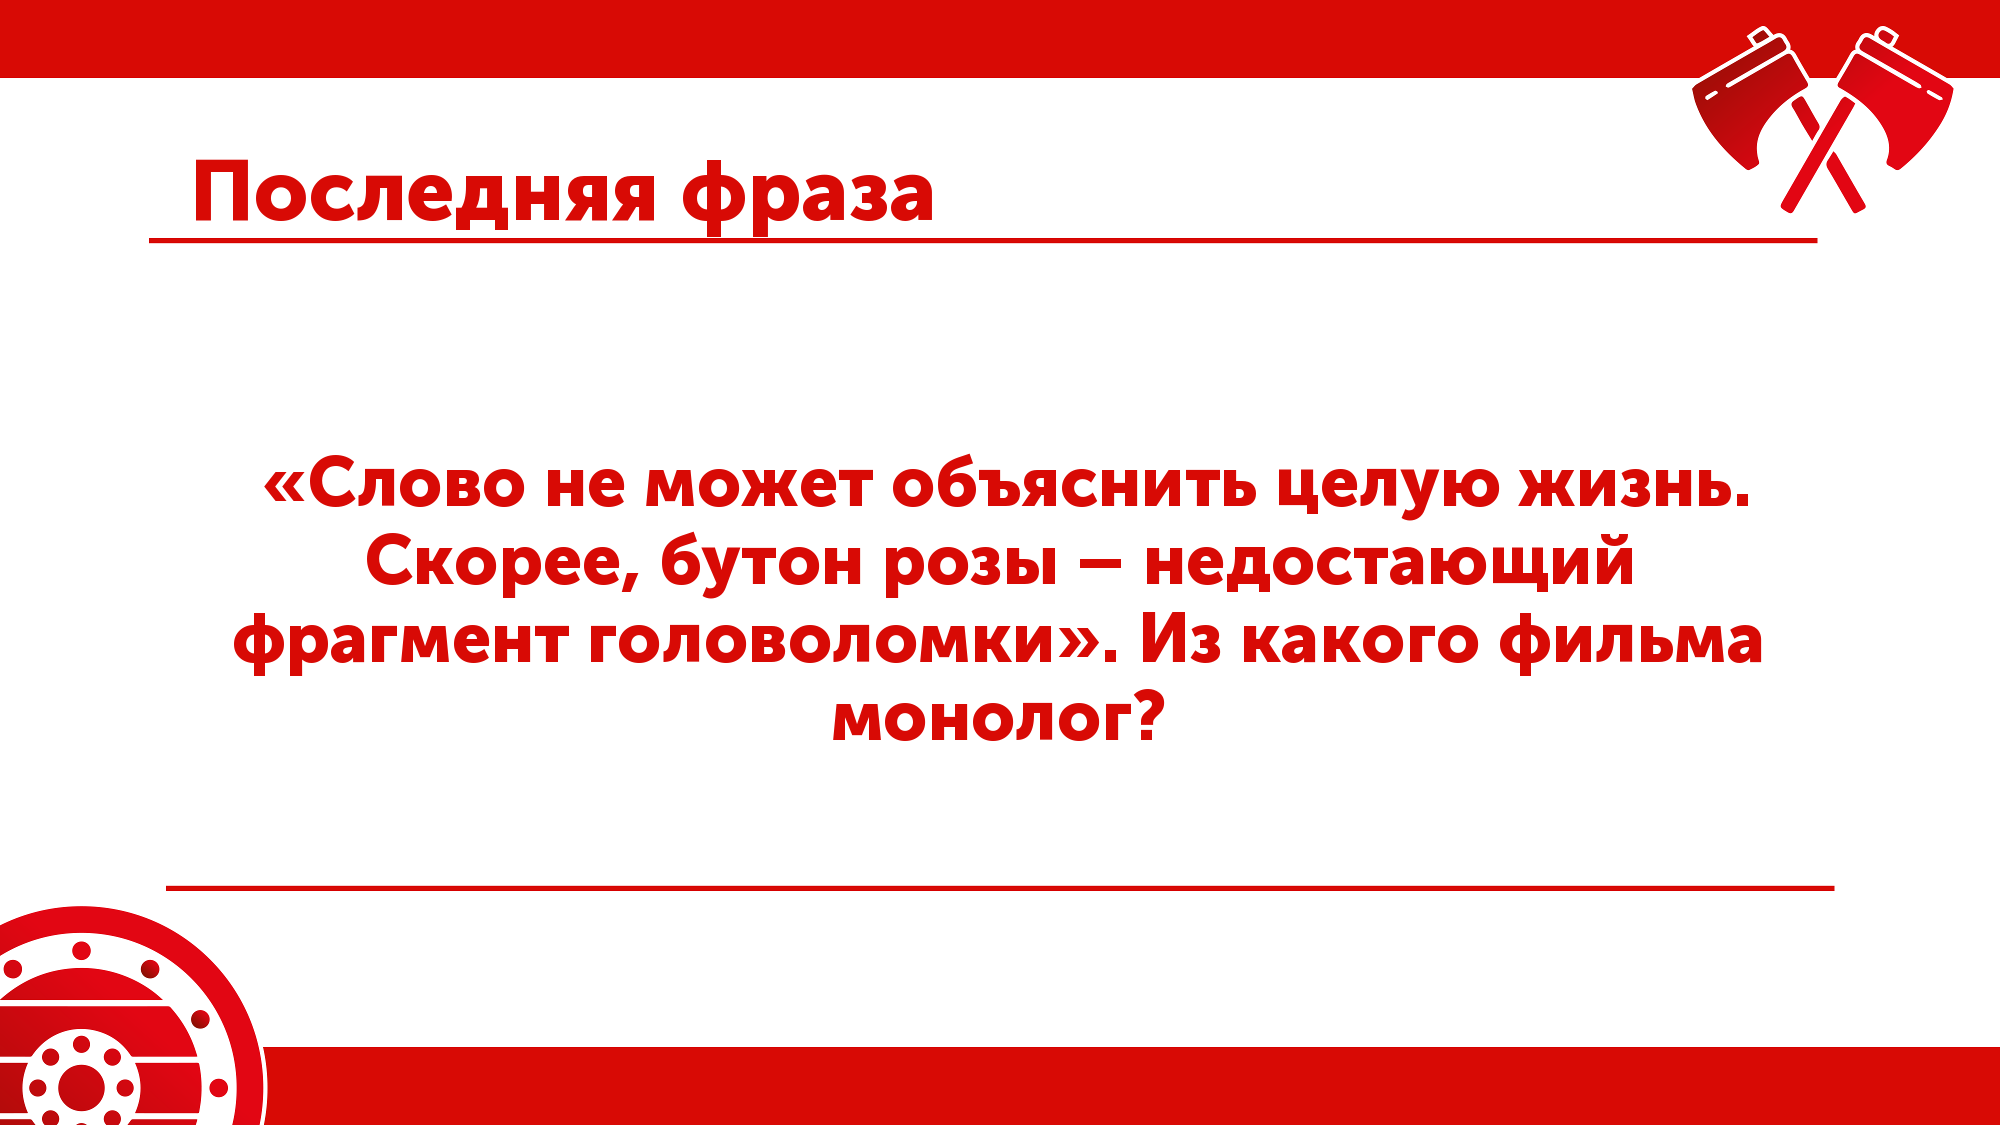 Последняя фраза
«Слово не может объяснить целую жизнь.
Скорее, бутон розы – недостающий
фрагмент головоломки». Из какого фильма
монолог?